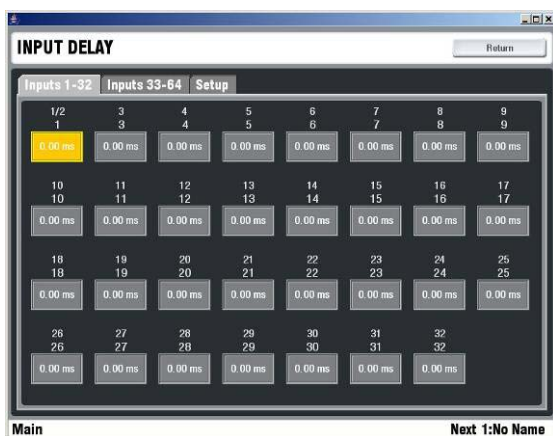 INPUT DELAY
Return
Inputs 1-32 Inputs 33-64 Setup
1/2 3 4 5 6 7 8 9
1 3 4 5 6 7 8 9
0.00 ms 0.00 ms 0.00 ms 0.00 ms 0.00 ms 0.00 ms 0.00 ms 0.00 ms
10 11 12 13 14 15 16 17
10 11 12 13 14 15 16 17
0.00 ms 0.00 ms 0.00 ms 0.00 ms 0.00 ms 0.00 ms 0.00 ms 0.00 ms
18 19 20 21 22 23 24 25
18 19 20 21 22 23 24 25
0.00 ms 0.00 ms 0.00 ms 0.00 ms 0.00 ms 0.00 ms 0.00 ms 0.00 ms
26 27 28 29 30 31 32
26 27 28 29 30 31 32
0.00 ms 0.00 ms 0.00 ms 0.00 ms 0.00 ms 0.00 ms 0.00 ms
Main Next 1:No Name